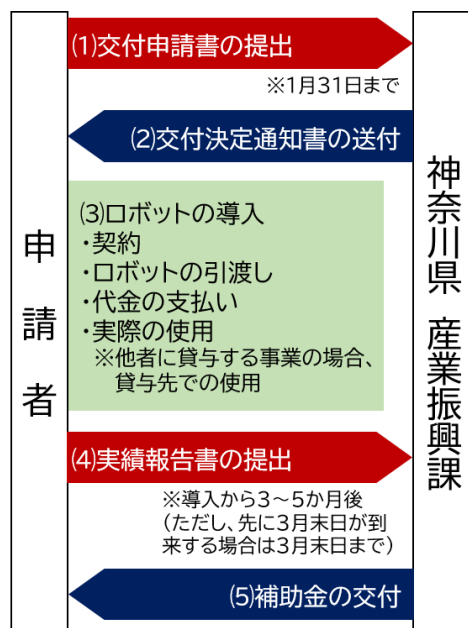 申請者
(1)交付申請書の提出
※1月31日まで
(2)交付決定通知書の送付
(3)ロボットの導入
・契約
・ロボットの引渡し
・代金の支払い
・実際の使用
※他者に貸与する事業の場合、
貸与先での使用
(4)実績報告書の提出
※導入から3～5か月後
(ただし、先に3月末日が到
来する場合は3月末日まで)
(5)補助金の交付
神奈川県 産業振興課